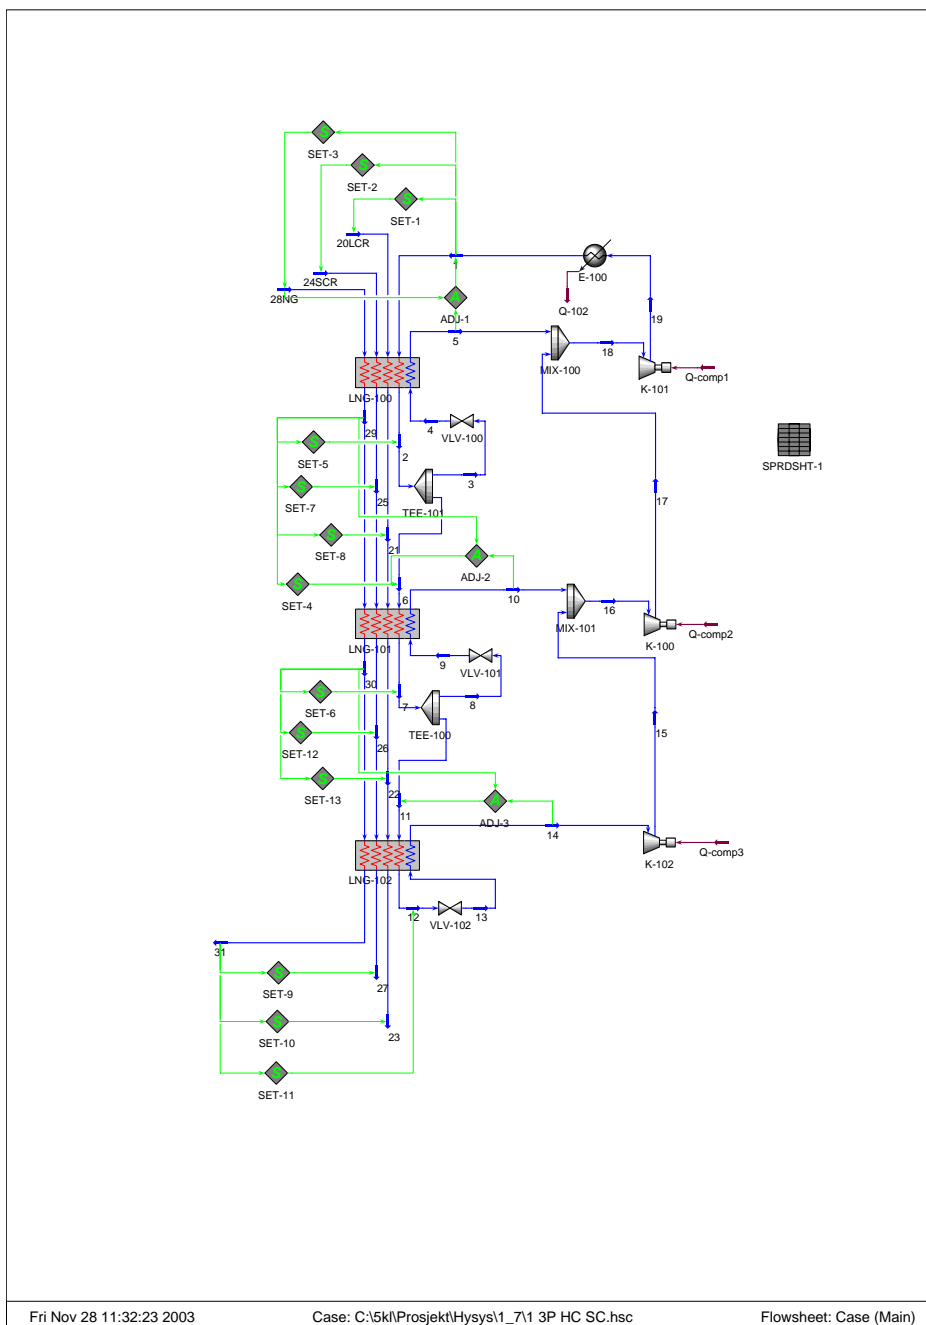 S
SET-3
S
SET-2
S
SET-1
20LCR
24SCR
28NG
1
E-100
A
ADJ-1
Q-102
19
5
18
MIX-100
K-101
Q-comp1
LNG-100
29
4
VLV-100
2
S
SET-5
3
SPRDSHT-1
S
SET-7
25
TEE-101
17
S
SET-8
21
A
ADJ-2
S
SET-4
6
10
16
MIX-101
K-100
Q-comp2
LNG-101
30
9
VLV-101
S
SET-6
7
8
TEE-100
S
SET-12
26
15
S
SET-13
22
11
A
ADJ-3
14
K-102
Q-comp3
LNG-102
12
13
VLV-102
31
S
SET-9
27
S
SET-10
23
S
SET-11
Fri Nov 28 11:32:23 2003 Case: C:\5kl\Prosjekt\Hysys\1_7\1 3P HC SC.hsc Flowsheet: Case (Main)